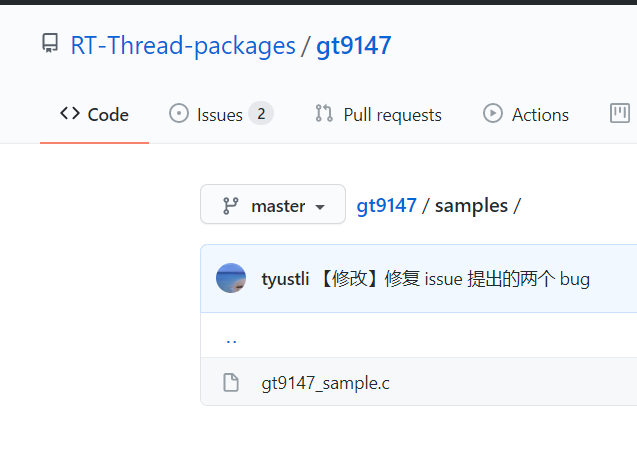 RT-Thread-packages / gt9147
Code Issues 2 Pull requests Actions
master gt9147 / samples /
tyustli 【修改】修复 issue 提出的两个 bug
..
gt9147_sample.c